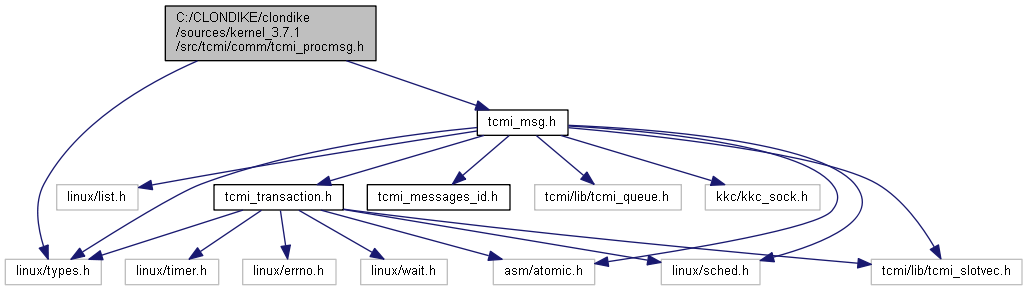 C:/CLONDIKE/clondike
/sources/kernel_3.7.1
/src/tcmi/comm/tcmi_procmsg.h
tcmi_msg.h
linux/list.h
tcmi_transaction.h
tcmi_messages_id.h
tcmi/lib/tcmi_queue.h
kkc/kkc_sock.h
linux/types.h
linux/timer.h
linux/errno.h
linux/wait.h
asm/atomic.h
linux/sched.h
tcmi/lib/tcmi_slotvec.h